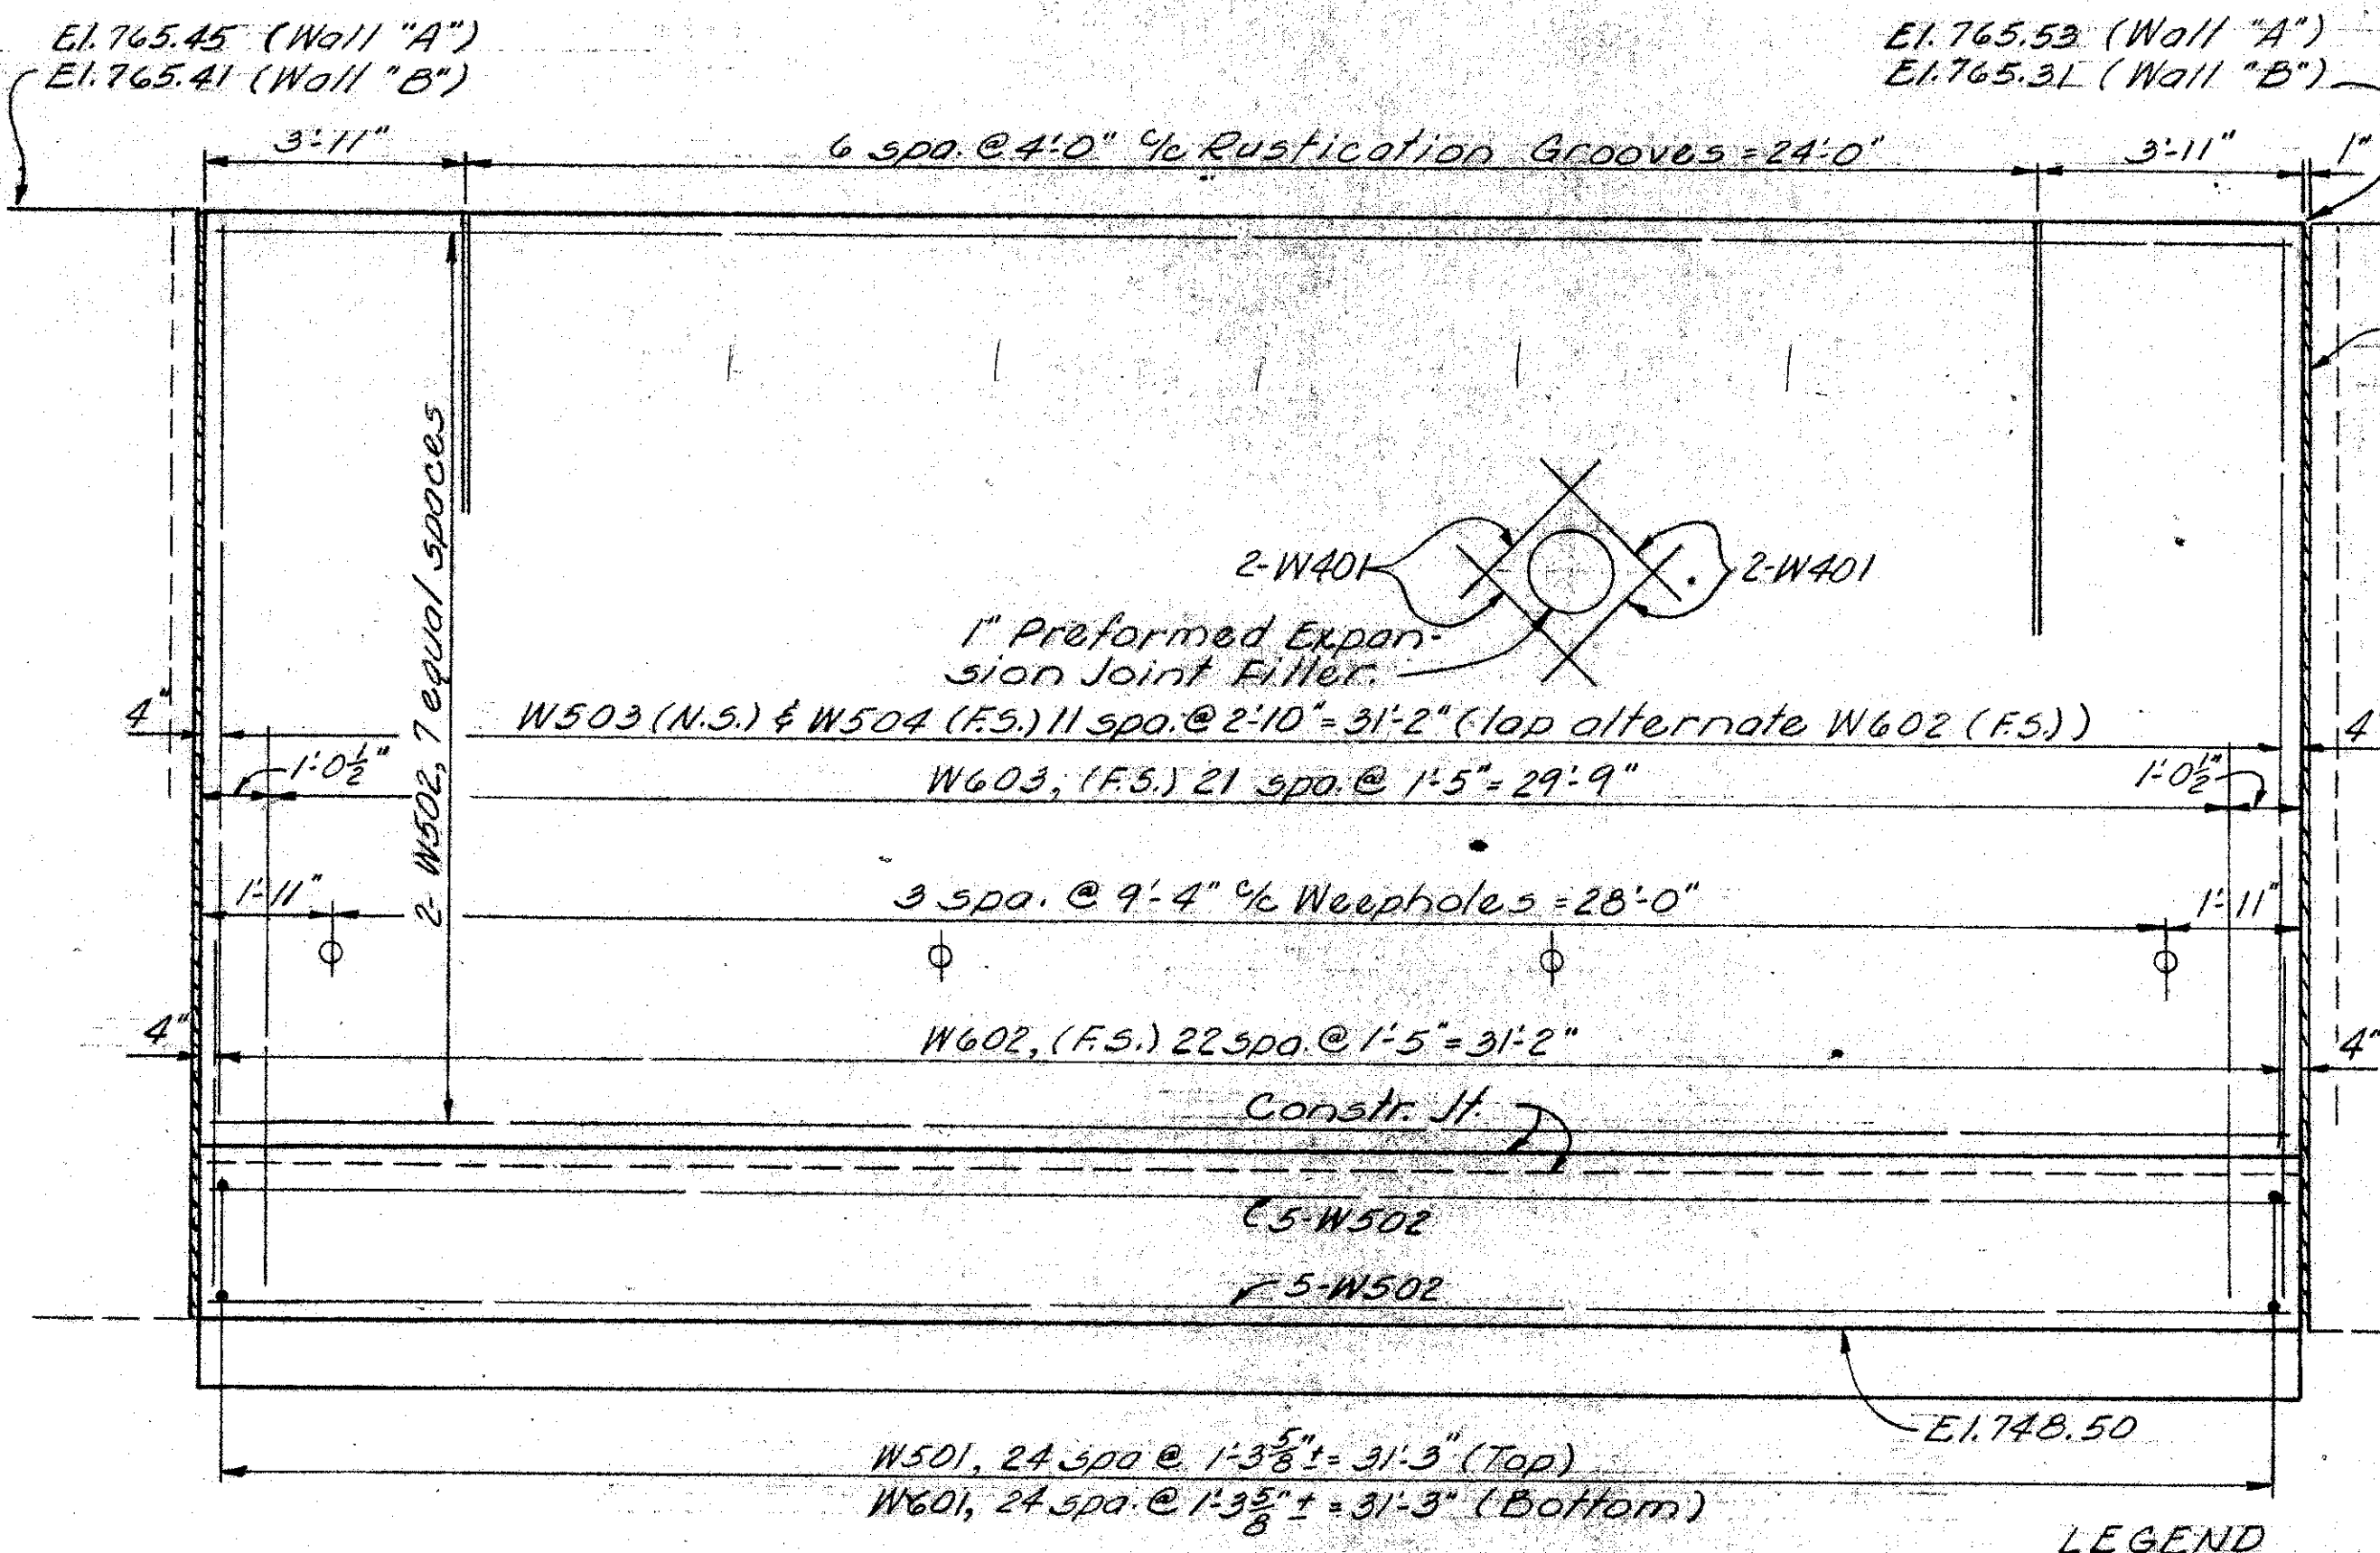 El. 765.45 (Wall "A")
El. 765.41 (Wall "B")
El. 765.53 (Wall "A")
El. 765.31 (Wall "B")
3'-11"
6 spa. @ 4'-0" c/c Rustication Grooves = 24'-0"
3'-11"
1"
2-W502, 7 equal spaces
2-W401
2-W401
1" Preformed Expan-
sion Joint Filler.
4"
W503 (N.S.) & W504 (F.S.) 11 spa. @ 2'-10" = 31'-2" (lap alternate W602 (F.S.))
4
1'-0½"
W603, (F.S.) 21 spa. @ 1'-5" = 29'-9"
1'-0½"
1'-11"
3 spa. @ 9'-4" c/c Weepholes = 28'-0"
1'-11"
4"
W602, (F.S.) 22 spa. @ 1'-5" = 31'-2"
4"
Constr. Jt.
5-W502
5-W502
El. 748.50
W501, 24 spa @ 1'-3⅝" ± = 31'-3" (Top)
W601, 24 spa. @ 1'-3⅝" ± = 31'-3" (Bottom)
LEGEND